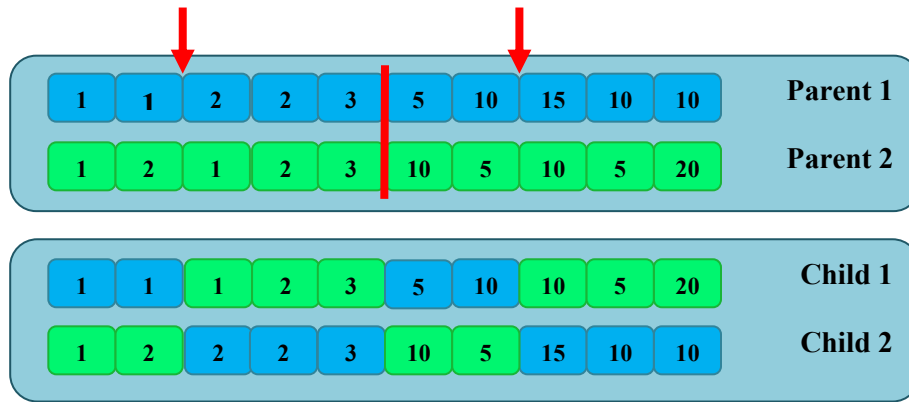 1 1 2 2 3 5 10 15 10 10 Parent 1
1 2 1 2 3 10 5 10 5 20 Parent 2
1 1 1 2 3 5 10 10 5 20 Child 1
1 2 2 2 3 10 5 15 10 10 Child 2